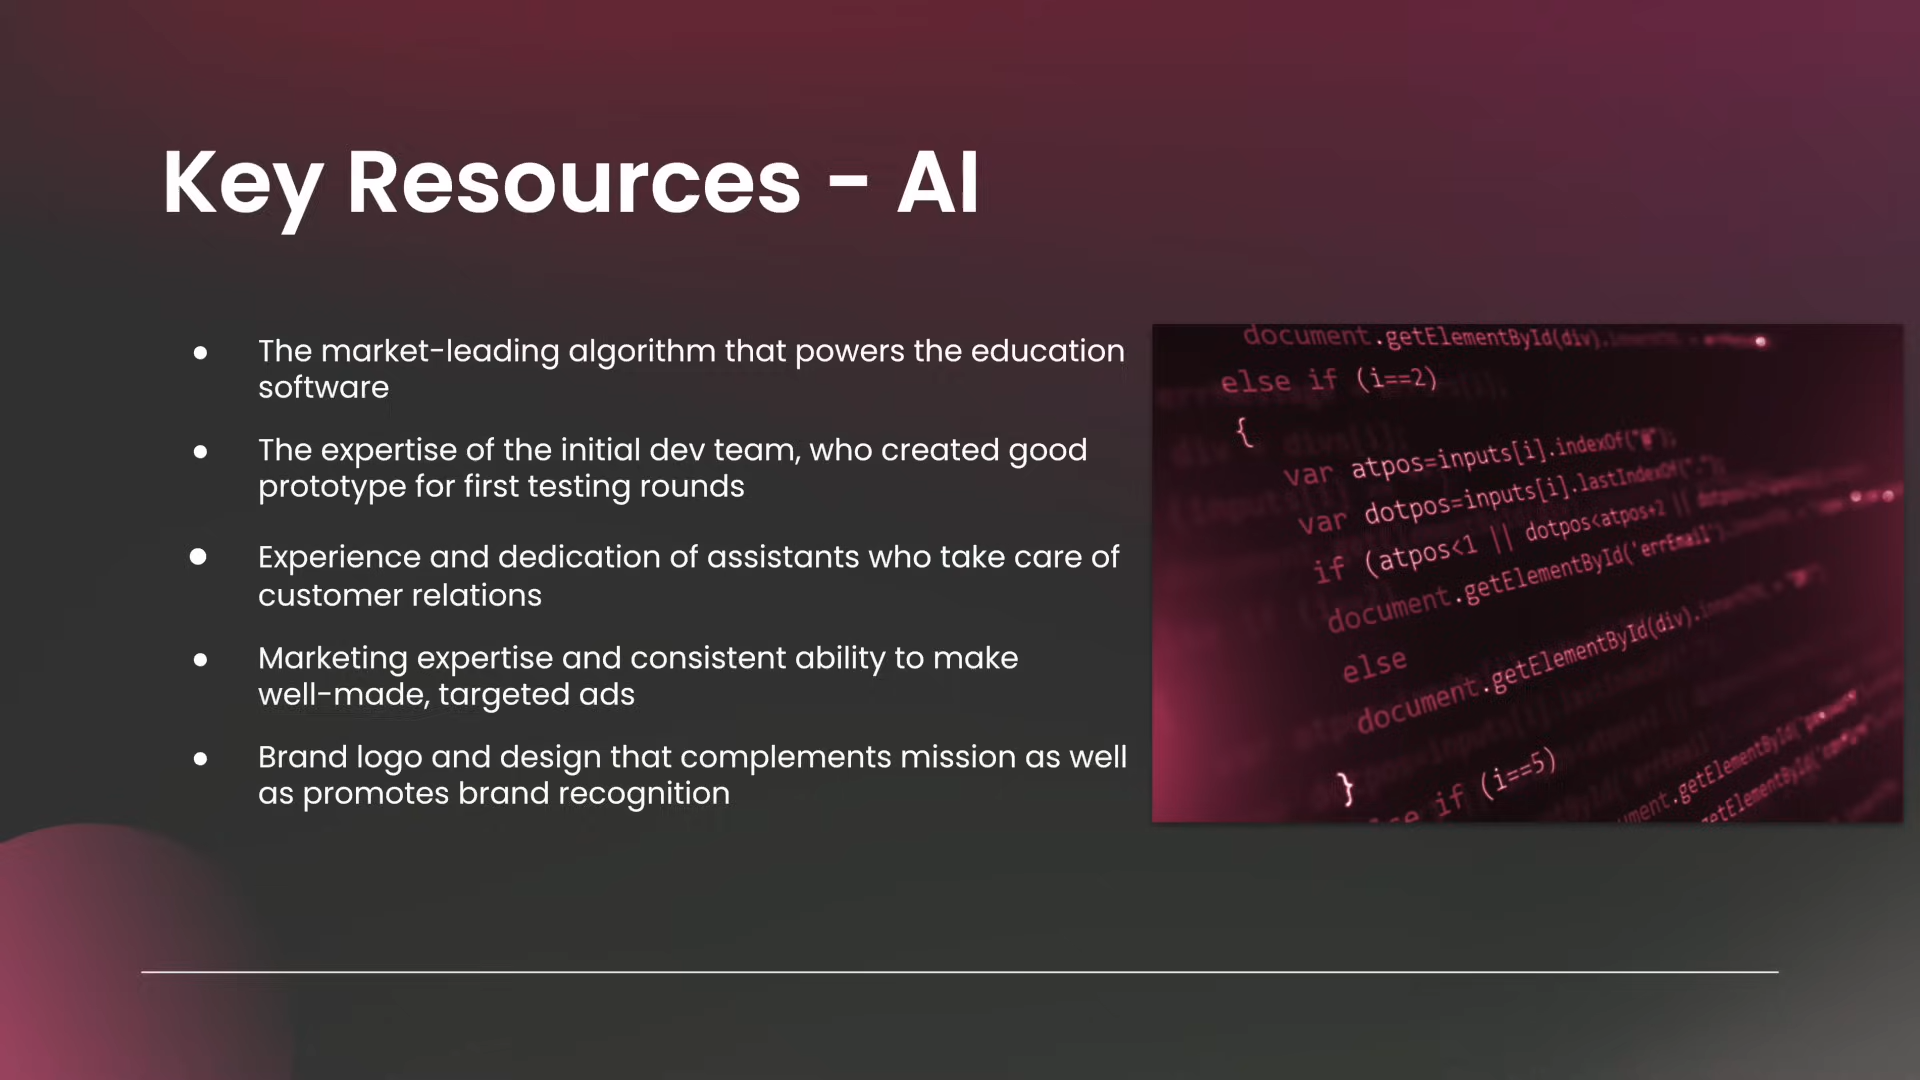 Key Resources - AI
● The market-leading algorithm that powers the education
software
● The expertise of the initial dev team, who created good
prototype for first testing rounds
● Experience and dedication of assistants who take care of
customer relations
● Marketing expertise and consistent ability to make
well-made, targeted ads
● Brand logo and design that complements mission as well
as promotes brand recognition
document.getElementById(div).
else if (i==2)
{
var atpos=inputs[i].indexOf("@");
var dotpos=inputs[i].lastIndexOf(".");
if (atpos<1 || dotpos<atpos+2 ||
document.getElementById('errEmail').
else
document.getElementById(div).
}
if (i==5)
.getElementById(